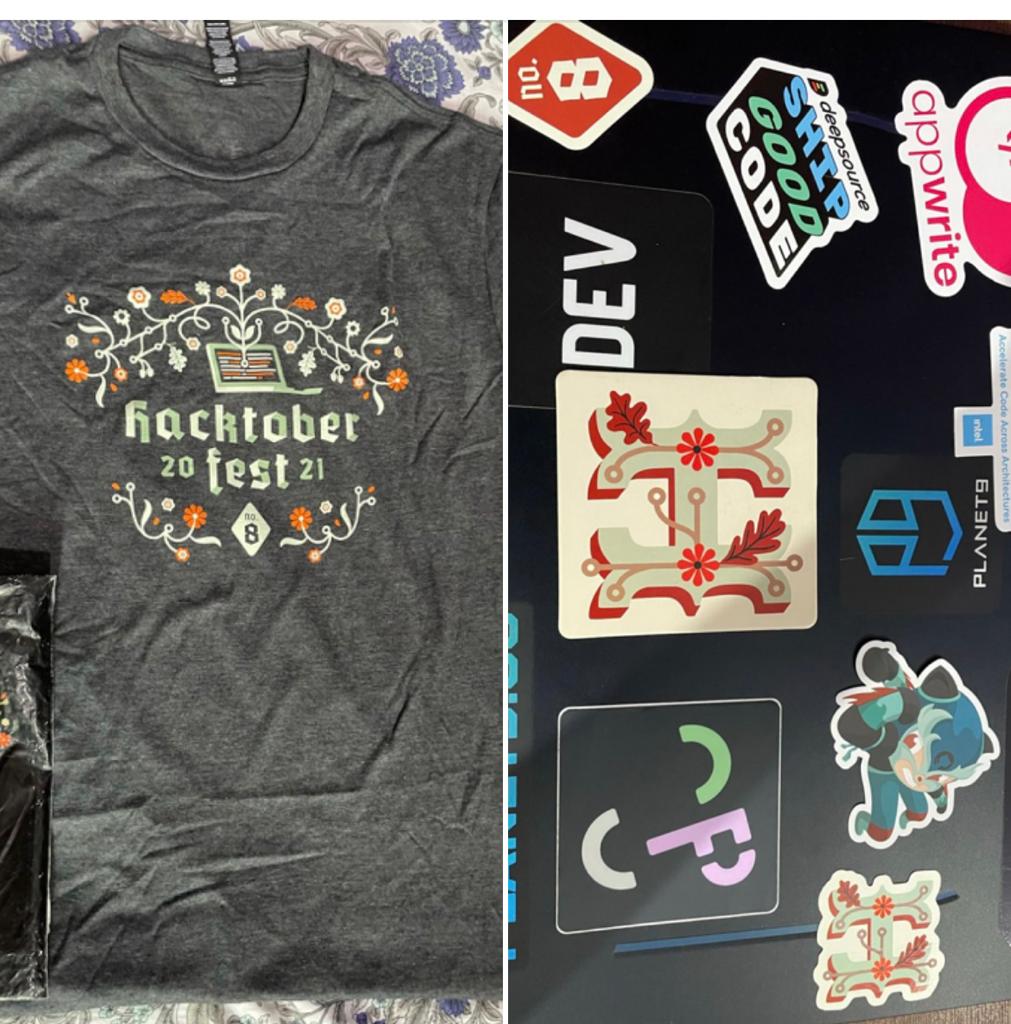 hacktober
20 fest 21
no.
8
no.
8
deepsource
SHIP
GOOD
CODE
appwrite
DEV
Accelerate Code Across Architectures
intel
PLANET9